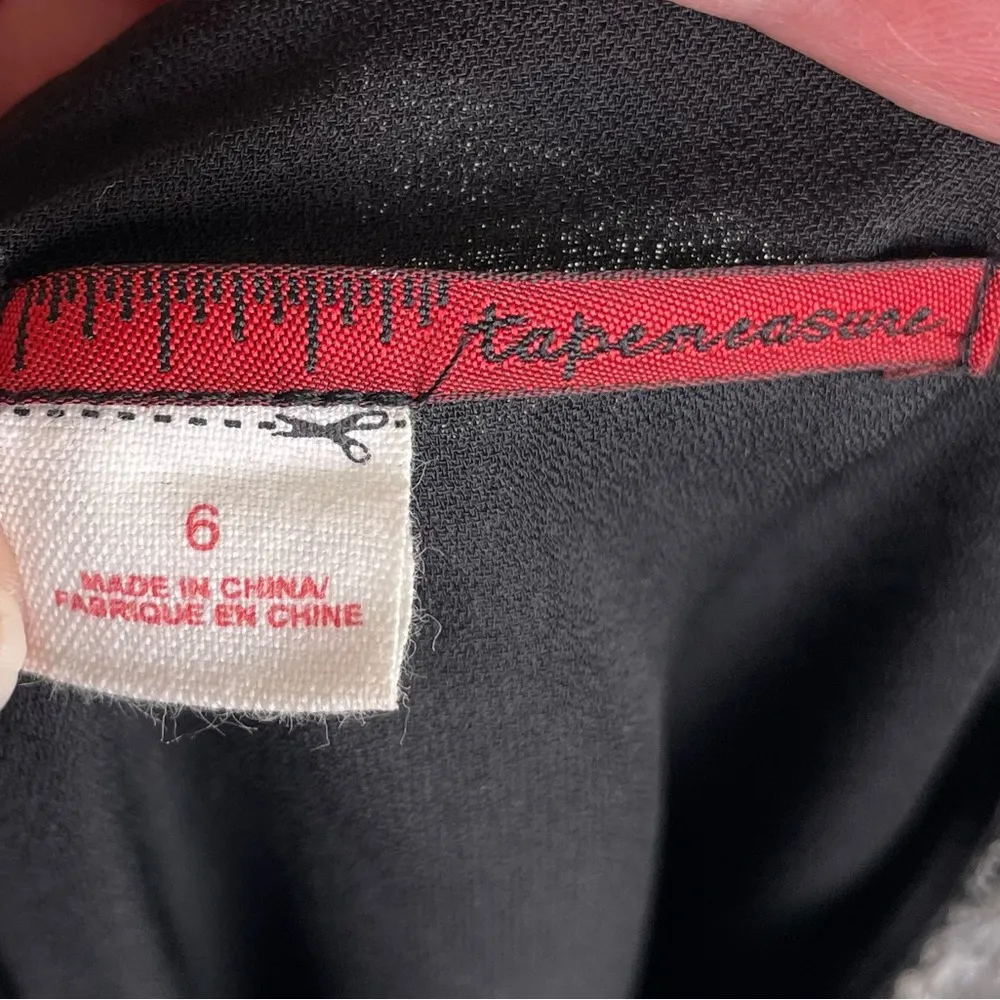 tapemeasure
6
MADE IN CHINA/
FABRIQUE EN CHINE